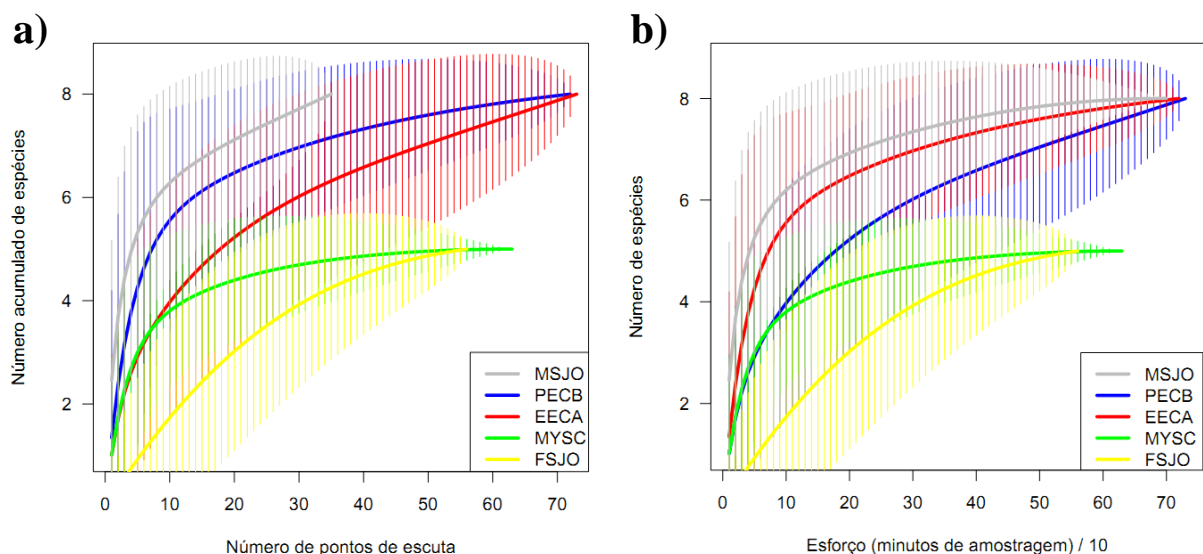 a)
Número acumulado de espécies
8
6
4
2
0 10 20 30 40 50 60 70
Número de pontos de escuta
MSJO
PECB
EECA
MYSC
FSJO
b)
Número de espécies
8
6
4
2
0 10 20 30 40 50 60 70
Esforço (minutos de amostragem) / 10
MSJO
PECB
EECA
MYSC
FSJO